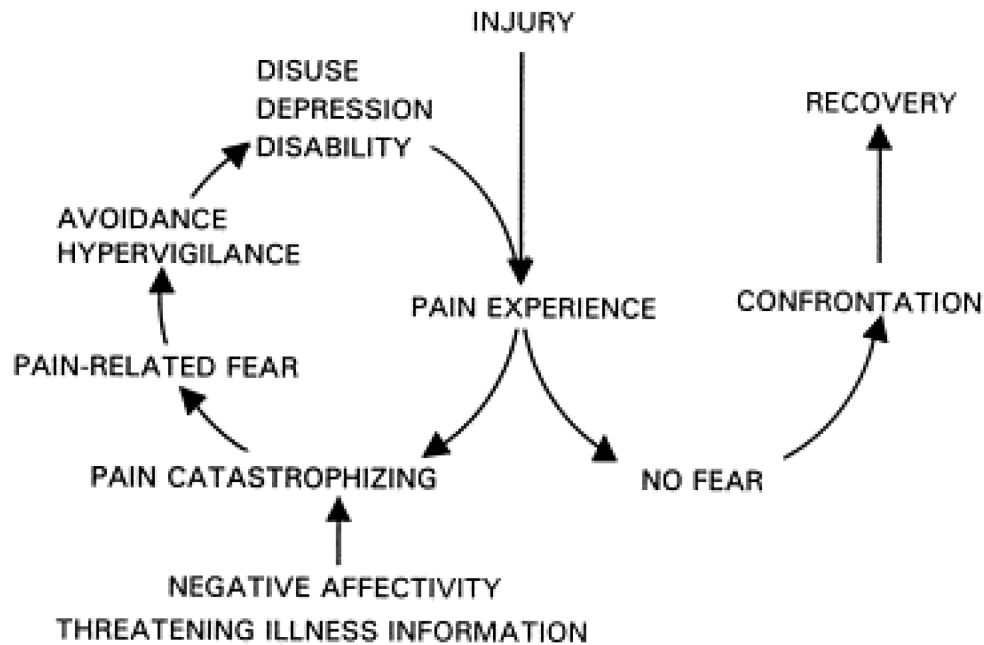 INJURY
DISUSE
DEPRESSION
DISABILITY
RECOVERY
AVOIDANCE
HYPERVIGILANCE
PAIN EXPERIENCE
CONFRONTATION
PAIN-RELATED FEAR
PAIN CATASTROPHIZING
NO FEAR
NEGATIVE AFFECTIVITY
THREATENING ILLNESS INFORMATION